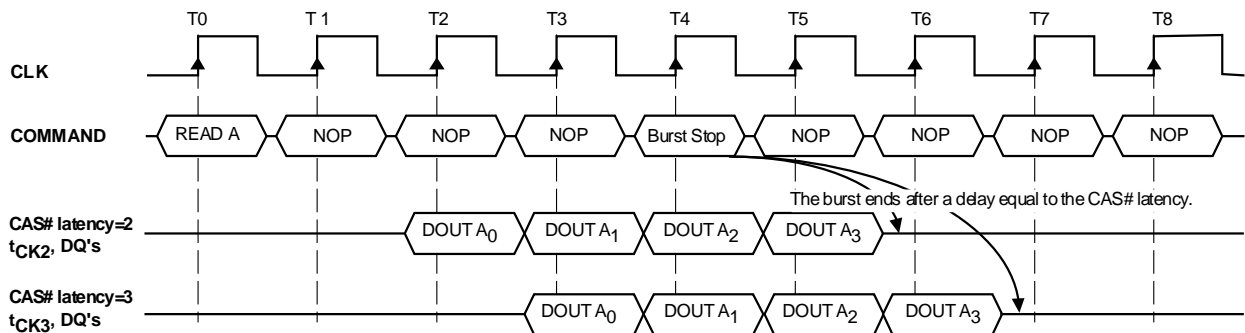 T0 T 1 T2 T3 T4 T5 T6 T7 T8
CLK
COMMAND READ A NOP NOP NOP Burst Stop NOP NOP NOP NOP
The burst ends after a delay equal to the CAS# latency.
CAS# latency=2
tCK2, DQ's DOUT A0 DOUT A1 DOUT A2 DOUT A3
CAS# latency=3
tCK3, DQ's DOUT A0 DOUT A1 DOUT A2 DOUT A3